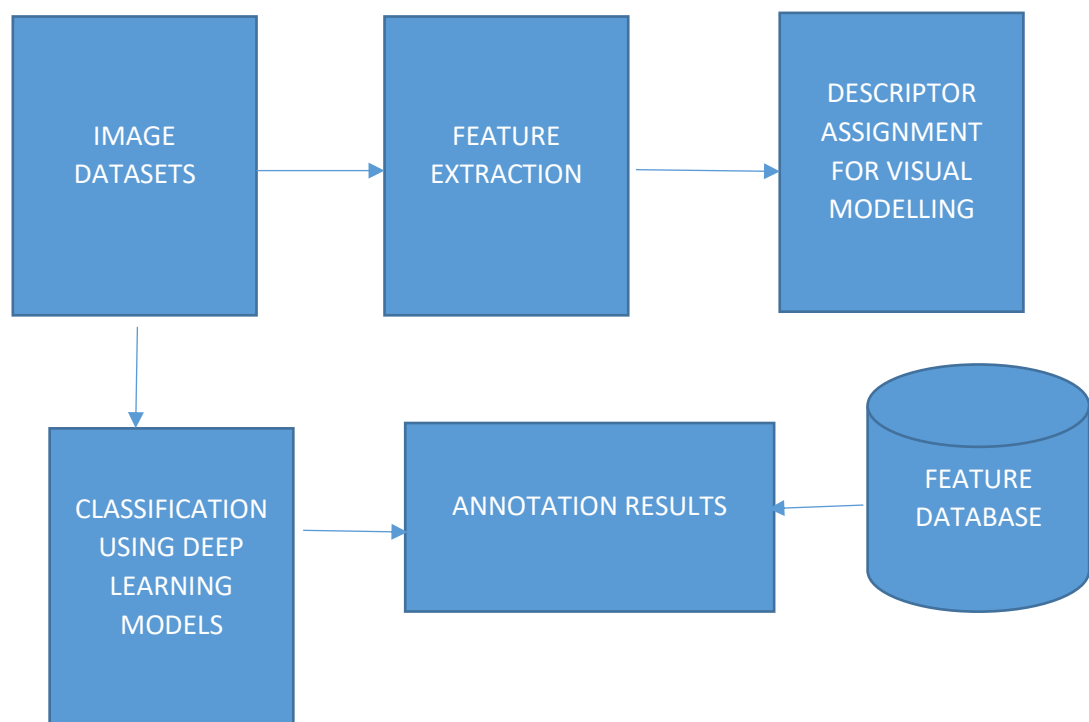 IMAGE
DATASETS
FEATURE
EXTRACTION
DESCRIPTOR
ASSIGNMENT
FOR VISUAL
MODELLING
CLASSIFICATION
USING DEEP
LEARNING
MODELS
ANNOTATION RESULTS
FEATURE
DATABASE